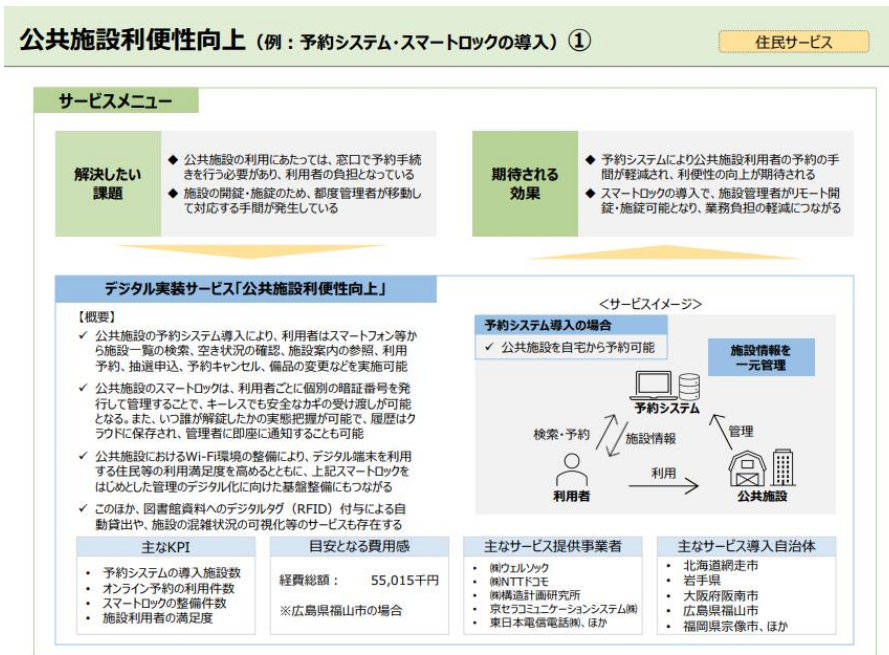 公共施設利便性向上（例：予約システム・スマートロックの導入）①
住民サービス
サービスメニュー
解決したい
課題
◆ 公共施設の利用にあたっては、窓口で予約手続
きを行う必要があり、利用者の負担となっている
◆ 施設の開錠・施錠のため、都度管理者が移動し
て対応する手間が発生している
期待される
効果
◆ 予約システムにより公共施設利用者の予約の手
間が軽減され、利便性の向上が期待される
◆ スマートロックの導入で、施設管理者がリモート開
錠・施錠可能となり、業務負担の軽減につながる
デジタル実装サービス「公共施設利便性向上」
【概要】
✓ 公共施設の予約システム導入により、利用者はスマートフォン等か
ら施設一覧の検索、空き状況の確認、施設案内の参照、利用
予約、抽選申込、予約キャンセル、備品の変更などを実施可能
✓ 公共施設のスマートロックは、利用者ごとに個別の暗証番号を発
行して管理することで、キーレスでも安全なカギの受け渡しが可能
となる。また、いつ誰が解錠したかの実態把握が可能で、履歴はク
ラウドに保存され、管理者に即座に通知することも可能
✓ 公共施設におけるWi-Fi環境の整備により、デジタル端末を利用
する住民等の利用満足度を高めるとともに、上記スマートロックを
はじめとした管理のデジタル化に向けた基盤整備にもつながる
✓ このほか、図書館資料へのデジタルタグ（RFID）付与による自
動貸出や、施設の混雑状況の可視化等のサービスも存在する
＜サービスイメージ＞
予約システム導入の場合
✓ 公共施設を自宅から予約可能
施設情報を
一元管理
予約システム
検索・予約
施設情報
管理
利用
利用者
公共施設
主なKPI
• 予約システムの導入施設数
• オンライン予約の利用件数
• スマートロックの整備件数
• 施設利用者の満足度
目安となる費用感
経費総額： 55,015千円
※広島県福山市の場合
主なサービス提供事業者
• ㈱ウェルソック
• ㈱NTTドコモ
• ㈱構造計画研究所
• 京セラコミュニケーションシステム㈱
• 東日本電信電話㈱、ほか
主なサービス導入自治体
• 北海道網走市
• 岩手県
• 大阪府阪南市
• 広島県福山市
• 福岡県宗像市、ほか